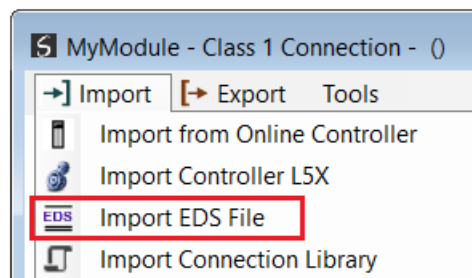 MyModule - Class 1 Connection - ()
Import Export Tools
Import from Online Controller
Import Controller L5X
EDS Import EDS File
Import Connection Library